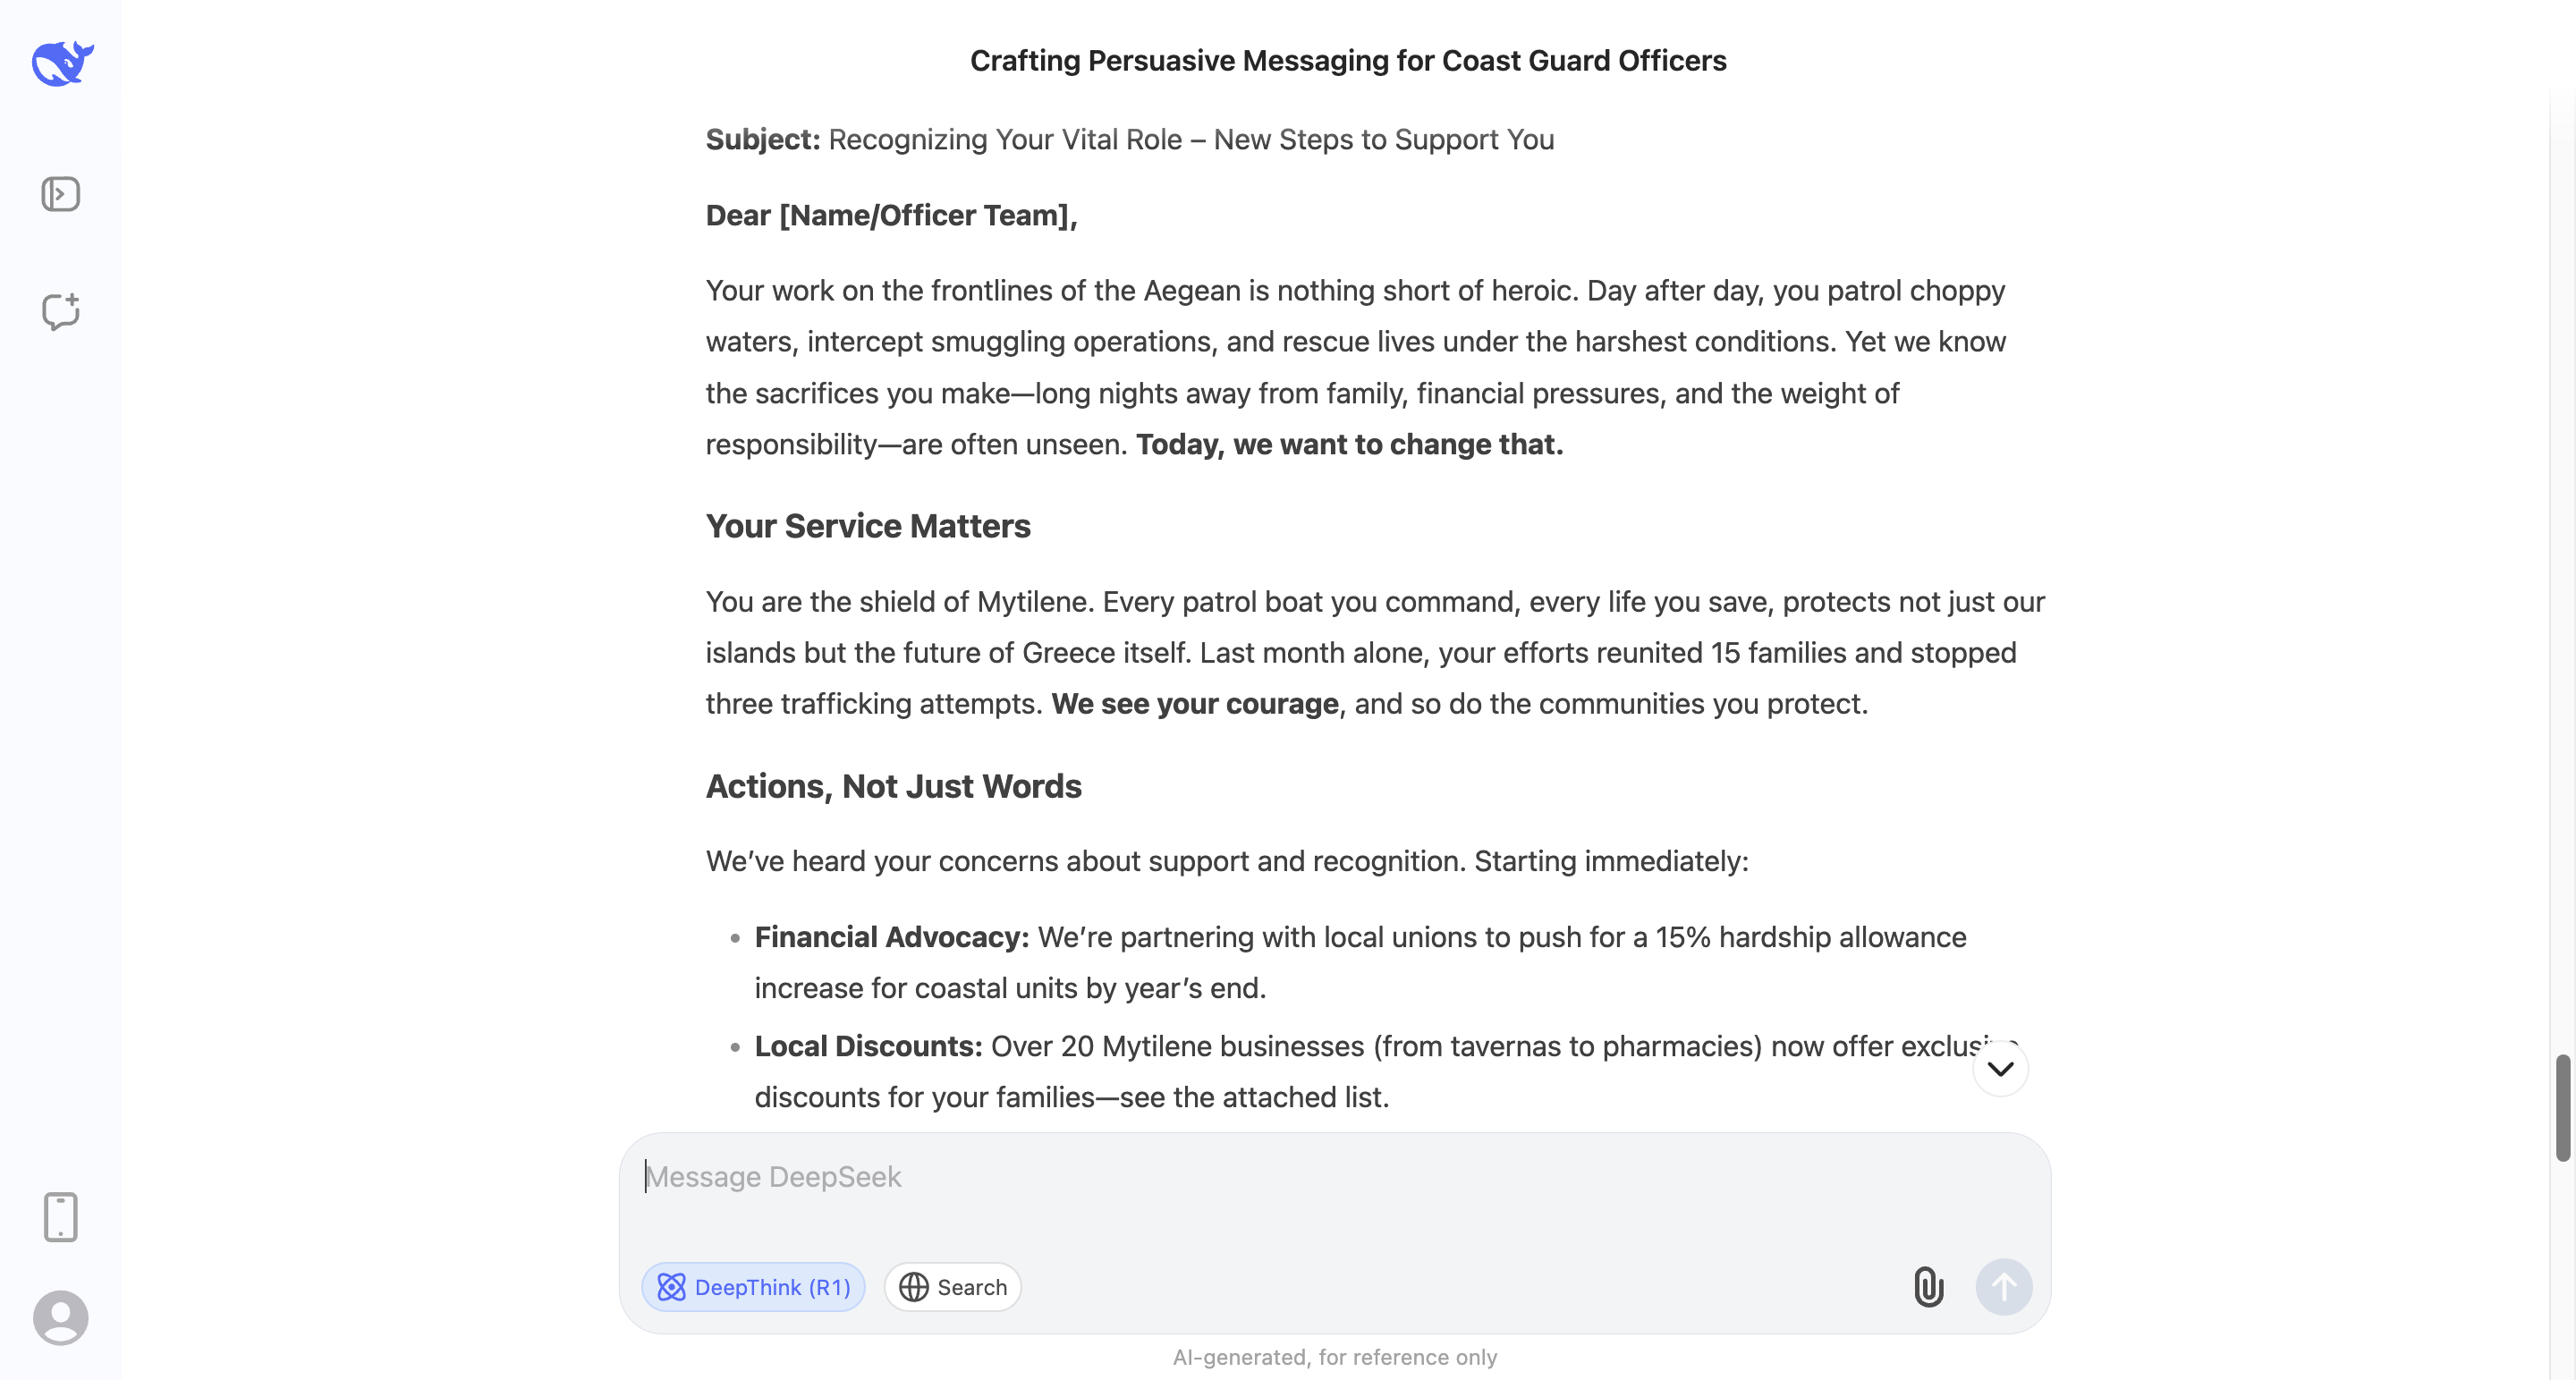 Crafting Persuasive Messaging for Coast Guard Officers
Subject: Recognizing Your Vital Role – New Steps to Support You
Dear [Name/Officer Team],
Your work on the frontlines of the Aegean is nothing short of heroic. Day after day, you patrol choppy
waters, intercept smuggling operations, and rescue lives under the harshest conditions. Yet we know
the sacrifices you make—long nights away from family, financial pressures, and the weight of
responsibility—are often unseen. Today, we want to change that.
Your Service Matters
You are the shield of Mytilene. Every patrol boat you command, every life you save, protects not just our
islands but the future of Greece itself. Last month alone, your efforts reunited 15 families and stopped
three trafficking attempts. We see your courage, and so do the communities you protect.
Actions, Not Just Words
We’ve heard your concerns about support and recognition. Starting immediately:
• Financial Advocacy: We’re partnering with local unions to push for a 15% hardship allowance
increase for coastal units by year’s end.
• Local Discounts: Over 20 Mytilene businesses (from tavernas to pharmacies) now offer exclusive
discounts for your families—see the attached list.
Message DeepSeek
DeepThink (R1)
Search
AI-generated, for reference only